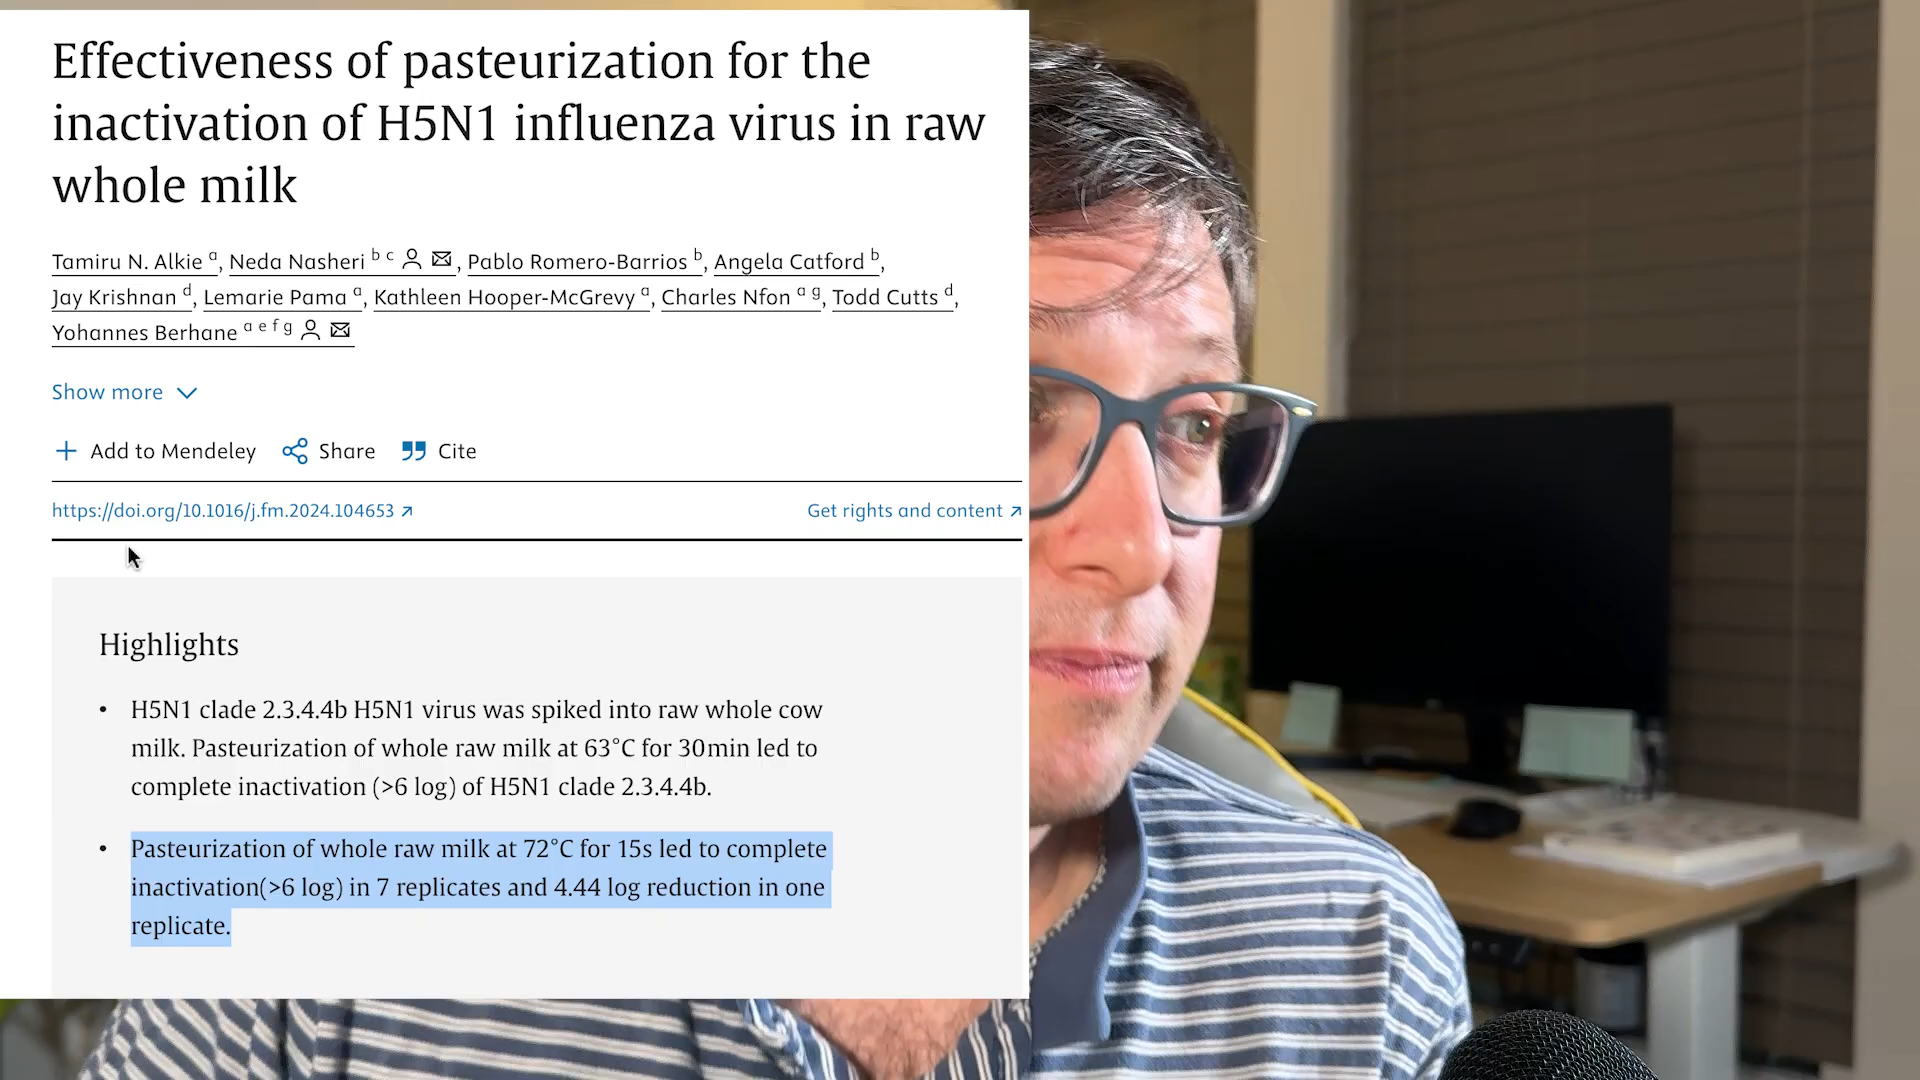 Effectiveness of pasteurization for the
inactivation of H5N1 influenza virus in raw
whole milk
Tamiru N. Alkie a, Neda Nasheri b c, Pablo Romero-Barrios b, Angela Catford b,
Jay Krishnan d, Lemarie Pama a, Kathleen Hooper-McGrevy a, Charles Nfon a g, Todd Cutts d,
Yohannes Berhane a e f g
Show more
Add to Mendeley Share Cite
https://doi.org/10.1016/j.fm.2024.104653 Get rights and content
Highlights
• H5N1 clade 2.3.4.4b H5N1 virus was spiked into raw whole cow
milk. Pasteurization of whole raw milk at 63°C for 30min led to
complete inactivation (>6 log) of H5N1 clade 2.3.4.4b.
• Pasteurization of whole raw milk at 72°C for 15s led to complete
inactivation(>6 log) in 7 replicates and 4.44 log reduction in one
replicate.